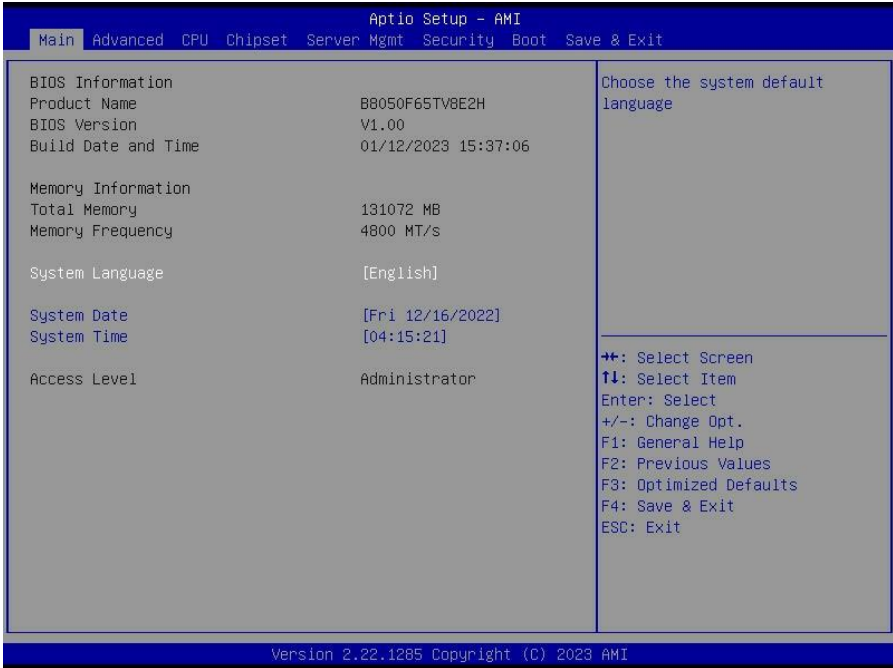 Aptio Setup – AMI
Main Advanced CPU Chipset Server Mgmt Security Boot Save & Exit
BIOS Information
Product Name B8050F65TV8E2H
BIOS Version V1.00
Build Date and Time 01/12/2023 15:37:06
Memory Information
Total Memory 131072 MB
Memory Frequency 4800 MT/s
System Language [English]
System Date [Fri 12/16/2022]
System Time [04:15:21]
Access Level Administrator
Choose the system default
language
→←: Select Screen
↑↓: Select Item
Enter: Select
+/-: Change Opt.
F1: General Help
F2: Previous Values
F3: Optimized Defaults
F4: Save & Exit
ESC: Exit
Version 2.22.1285 Copyright (C) 2023 AMI